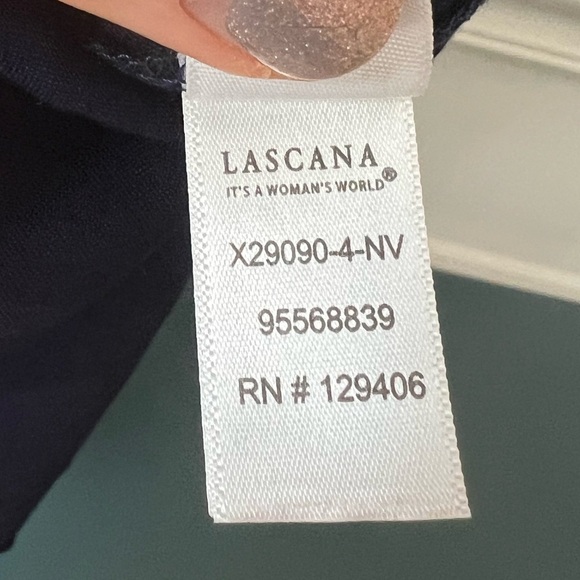 LASCANA®
IT'S A WOMAN'S WORLD
X29090-4-NV
95568839
RN # 129406